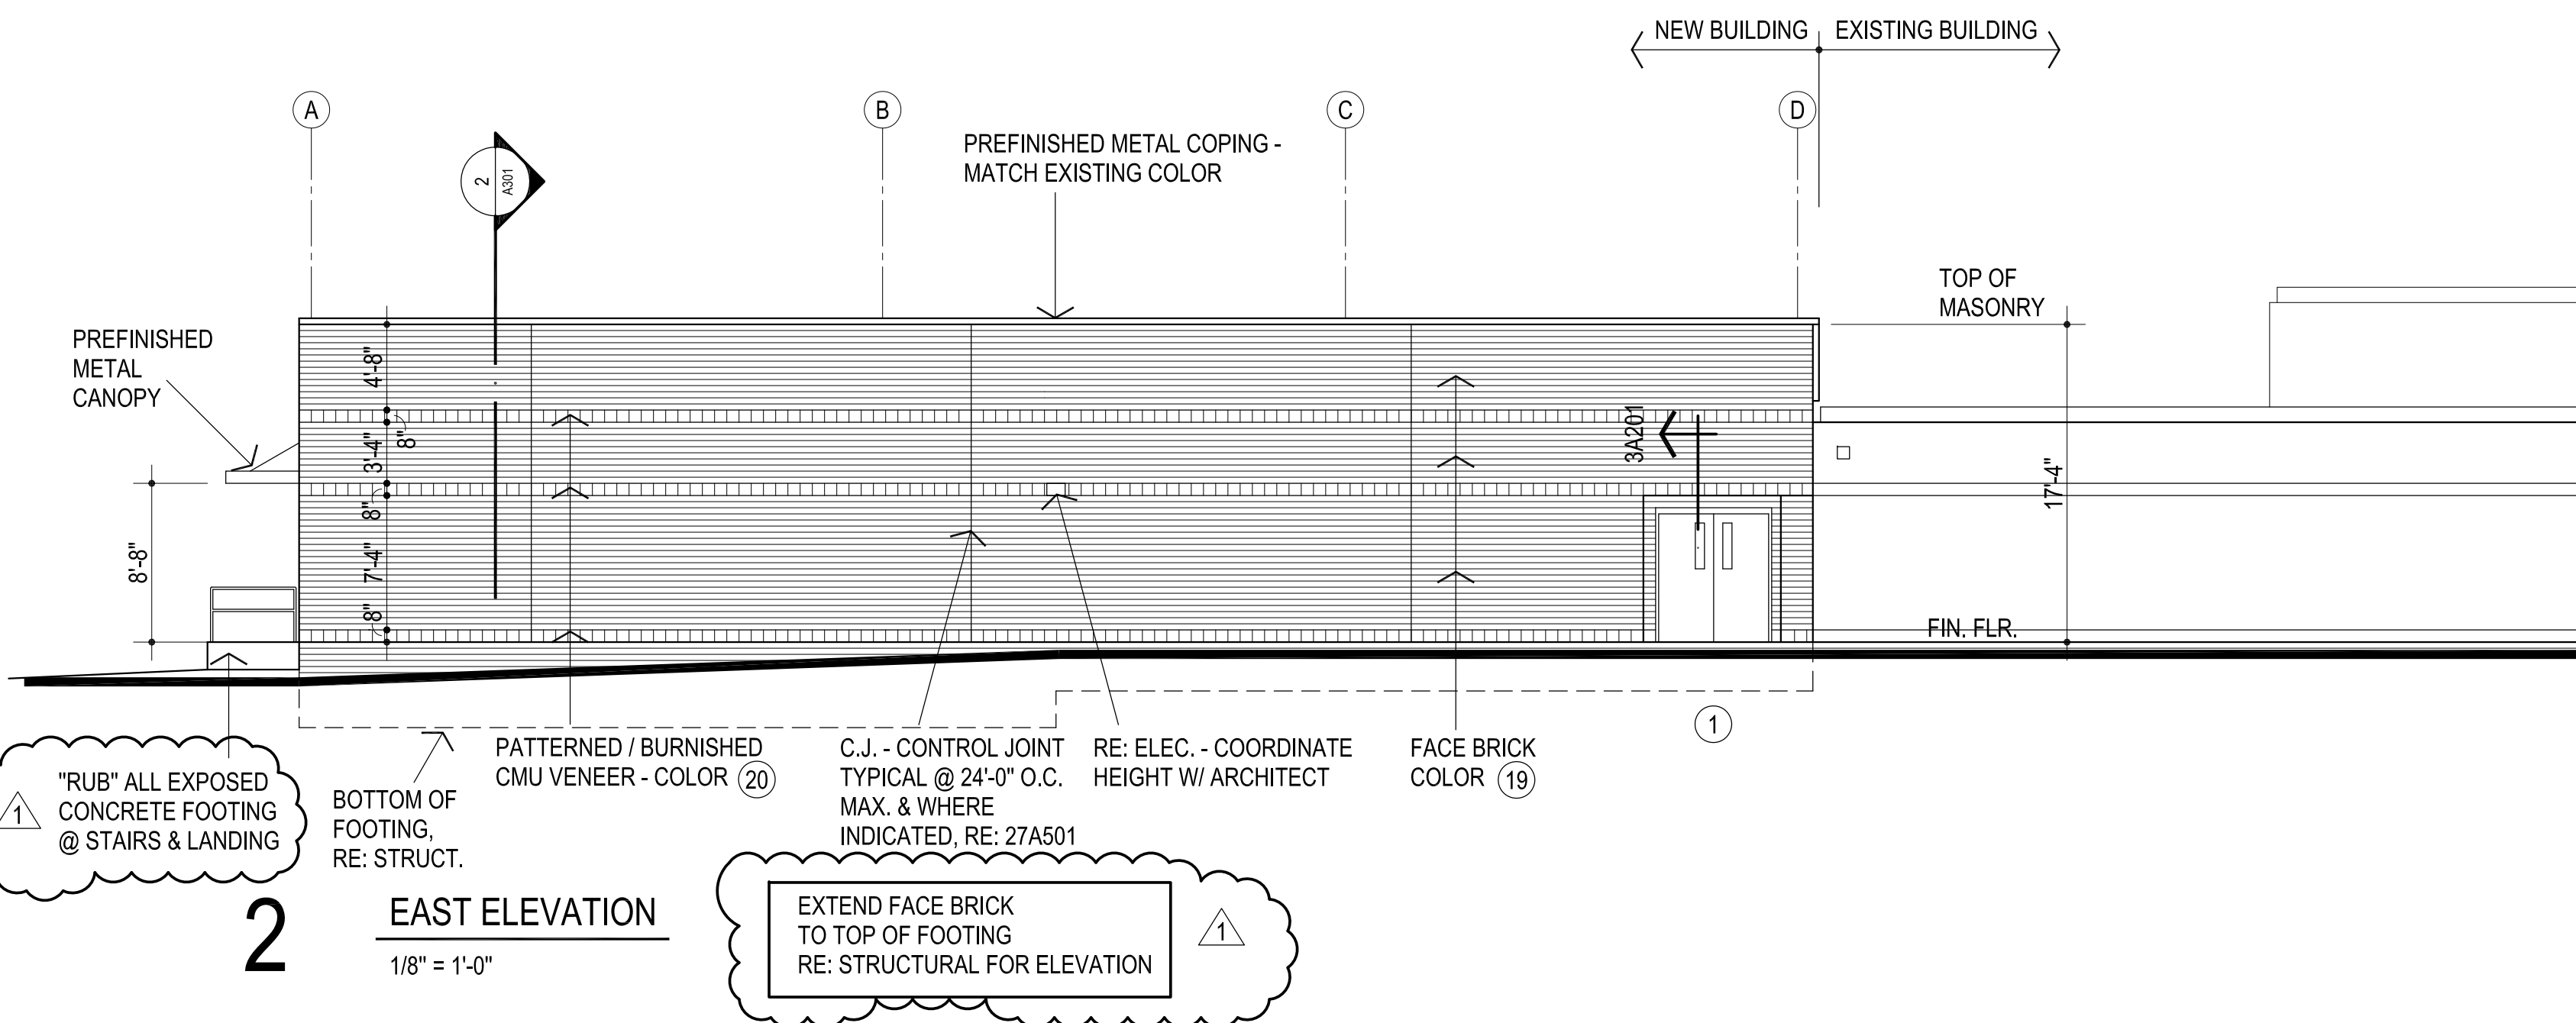 NEW BUILDING EXISTING BUILDING
A
B
C
D
2
A301
PREFINISHED METAL COPING -
MATCH EXISTING COLOR
TOP OF
MASONRY
PREFINISHED
METAL
CANOPY
4'-8"
8"
3'-4"
8"
7'-4"
8"
8'-8"
3A201
17'-4"
FIN. FLR.
1
"RUB" ALL EXPOSED
CONCRETE FOOTING
@ STAIRS & LANDING
1
BOTTOM OF
FOOTING,
RE: STRUCT.
PATTERNED / BURNISHED
CMU VENEER - COLOR 20
C.J. - CONTROL JOINT
TYPICAL @ 24'-0" O.C.
MAX. & WHERE
INDICATED, RE: 27A501
RE: ELEC. - COORDINATE
HEIGHT W/ ARCHITECT
FACE BRICK
COLOR 19
2
EAST ELEVATION
1/8" = 1'-0"
EXTEND FACE BRICK
TO TOP OF FOOTING
RE: STRUCTURAL FOR ELEVATION
1